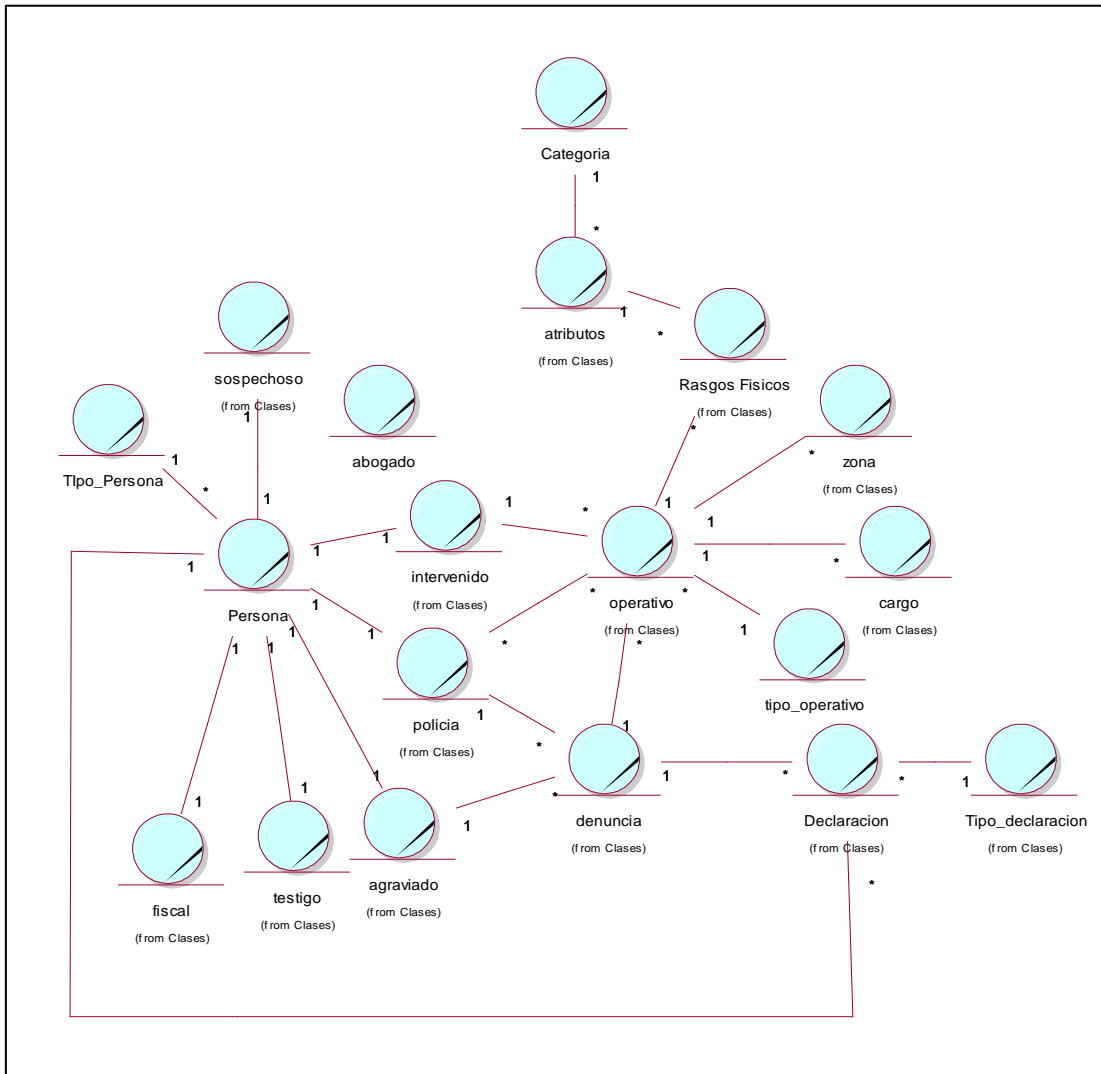 Categoria
1
*
atributos
(from Clases)
1
*
Rasgos Fisicos
(from Clases)
*
sospechoso
(from Clases)
1
abogado
zona
(from Clases)
*
TIpo_Persona
1
*
1
1
1
Persona
1
1
1
intervenido
(from Clases)
1
*
operativo
(from Clases)
1
1
*
cargo
(from Clases)
*
*
*
1
tipo_operativo
1
1
policia
(from Clases)
*
1
*
1
denuncia
(from Clases)
1
*
Declaracion
(from Clases)
*
1
Tipo_declaracion
(from Clases)
1
1
1
1
1
1
fiscal
(from Clases)
testigo
(from Clases)
agraviado
(from Clases)
1
*
*